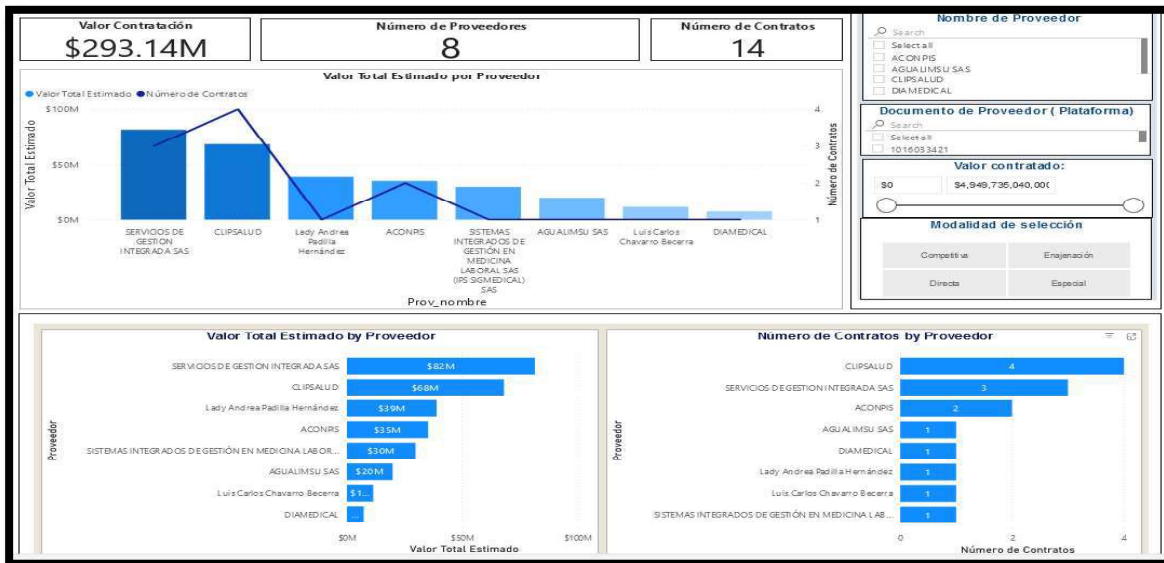 Valor Contratación
$293.14M
Número de Proveedores
8
Número de Contratos
14
Nombre de Proveedor
Search
Select all
ACONPIS
AGUALIMSU SAS
CLIPSALUD
DIAMEDICAL
Documento de Proveedor ( Plataforma)
Search
Select all
1016033421
Valor contratado:
$0
$4,949,735,040,00(
Modalidad de selección
Competitiva
Enajenación
Directa
Especial
Valor Total Estimado por Proveedor
Valor Total Estimado
Número de Contratos
Valor Total Estimado
$100M
$50M
$0M
Número de Contratos
4
3
2
1
SERVICIOS DE
GESTION
INTEGRADA SAS
CLIPSALUD
Lady Andrea
Padilla
Hernández
ACONPIS
SISTEMAS
INTEGRADOS DE
GESTIÓN EN
MEDICINA
LABORAL SAS
(IPS SIGMEDICAL)
SAS
AGUALIMSU SAS
Luis Carlos
Chavarro Becerra
DIAMEDICAL
Prov_nombre
Valor Total Estimado by Proveedor
Proveedor
SERVICIOS DE GESTION INTEGRADA SAS
$82M
CLIPSALUD
$68M
Lady Andrea Padilla Hernández
$39M
ACONPIS
$35M
SISTEMAS INTEGRADOS DE GESTIÓN EN MEDICINA LABOR...
$30M
AGUALIMSU SAS
$20M
Luis Carlos Chavarro Becerra
$1...
DIAMEDICAL
...
$0M
$50M
$100M
Valor Total Estimado
Número de Contratos by Proveedor
Proveedor
CLIPSALUD
4
SERVICIOS DE GESTION INTEGRADA SAS
3
ACONPIS
2
AGUALIMSU SAS
1
DIAMEDICAL
1
Lady Andrea Padilla Hernández
1
Luis Carlos Chavarro Becerra
1
SISTEMAS INTEGRADOS DE GESTIÓN EN MEDICINA LAB...
1
0
2
4
Número de Contratos